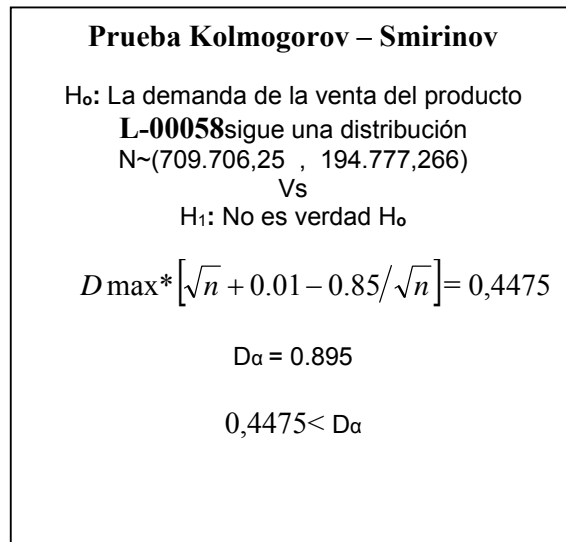 Prueba Kolmogorov – Smirinov
Hₒ: La demanda de la venta del producto
L-00058sigue una distribución
N~(709.706,25 , 194.777,266)
Vs
H₁: No es verdad Hₒ
D max*[√n + 0.01 – 0.85/√n]= 0,4475
Dα = 0.895
0,4475< Dα